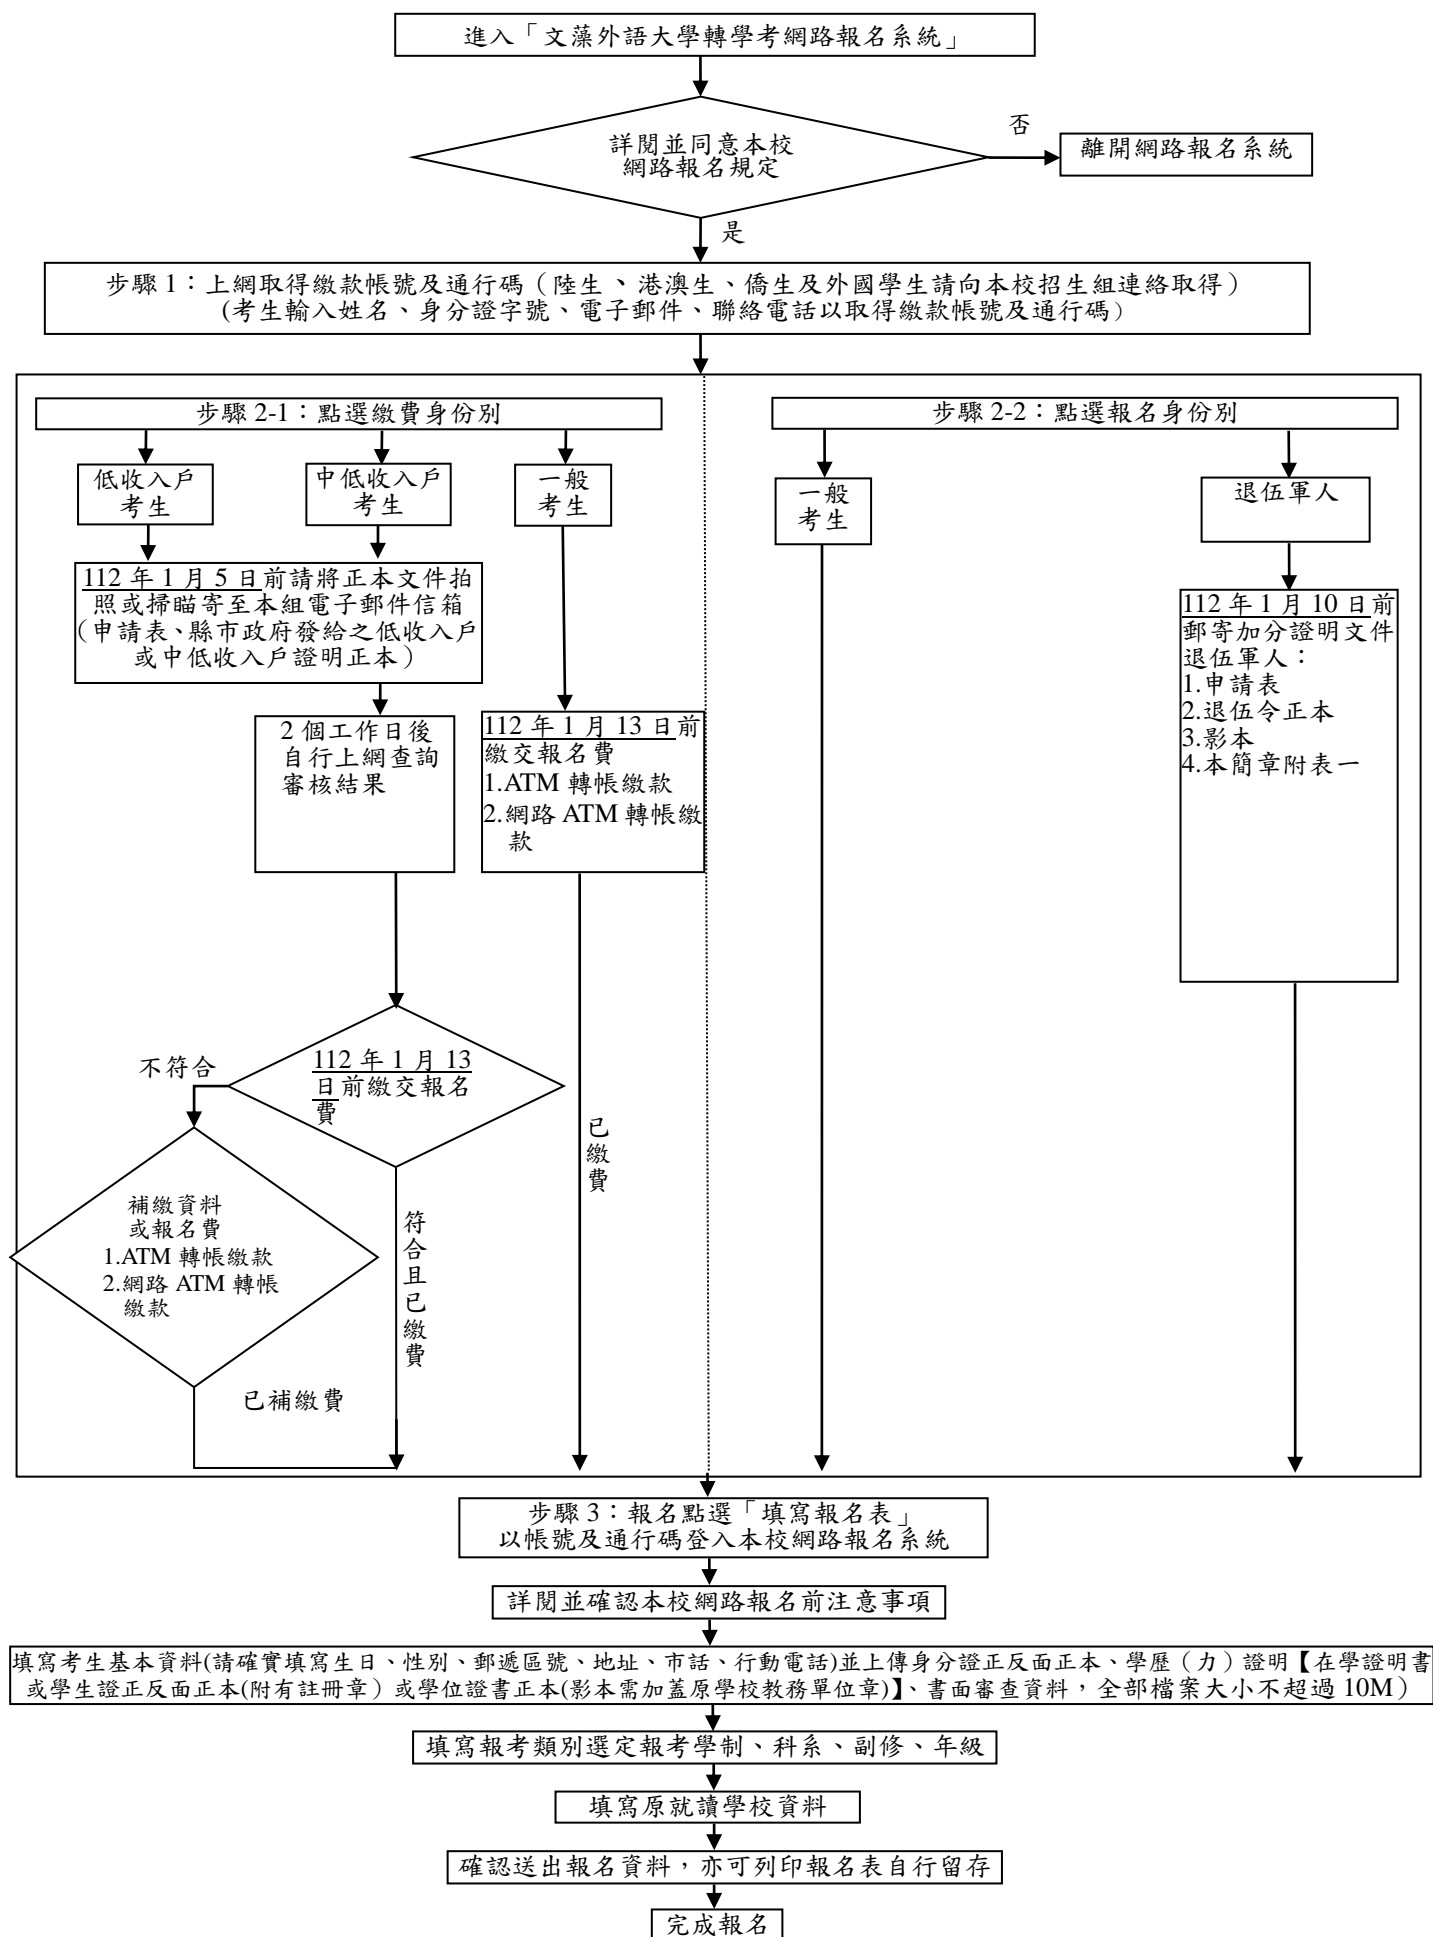 進入「文藻外語大學轉學考網路報名系統」
詳閱並同意本校
網路報名規定
否
離開網路報名系統
是
步驟 1：上網取得繳款帳號及通行碼（陸生、港澳生、僑生及外國學生請向本校招生組連絡取得）
(考生輸入姓名、身分證字號、電子郵件、聯絡電話以取得繳款帳號及通行碼)
步驟 2-1：點選繳費身份別
低收入戶
考生
中低收入戶
考生
一般
考生
112 年 1 月 5 日前請將正本文件拍
照或掃瞄寄至本組電子郵件信箱
（申請表、縣市政府發給之低收入戶
或中低收入戶證明正本）
2 個工作日後
自行上網查詢
審核結果
112 年 1 月 13 日前
繳交報名費
1.ATM 轉帳繳款
2.網路 ATM 轉帳繳
款
112 年 1 月 13
日前繳交報名
費
不符合
補繳資料
或報名費
1.ATM 轉帳繳款
2.網路 ATM 轉帳
繳款
已補繳費
符合且已繳費
已繳費
步驟 2-2：點選報名身份別
一般
考生
退伍軍人
112 年 1 月 10 日前
郵寄加分證明文件
退伍軍人：
1.申請表
2.退伍令正本
3.影本
4.本簡章附表一
步驟 3：報名點選「填寫報名表」
以帳號及通行碼登入本校網路報名系統
詳閱並確認本校網路報名前注意事項
填寫考生基本資料(請確實填寫生日、性別、郵遞區號、地址、市話、行動電話)並上傳身分證正反面正本、學歷（力）證明【在學證明書
或學生證正反面正本(附有註冊章）或學位證書正本(影本需加蓋原學校教務單位章)】、書面審查資料，全部檔案大小不超過 10M）
填寫報考類別選定報考學制、科系、副修、年級
填寫原就讀學校資料
確認送出報名資料，亦可列印報名表自行留存
完成報名